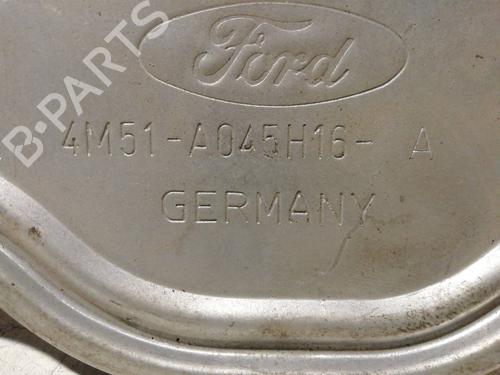 B-PARTS
Ford
4M51-A045H16- A
GERMANY